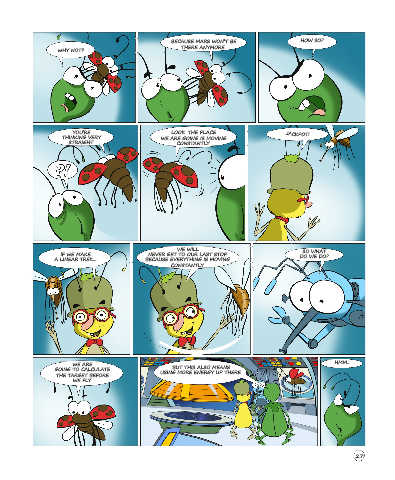 WHY NOT?
BECAUSE MARS WON'T BE
THERE ANYMORE
HOW SO?
YOU'RE
THINKING VERY
STRAIGHT
LOOK, THE PLACE
WE ARE GOING IS MOVING
CONSTANTLY
?!
IF WE MAKE
A LINEAR TREK...
WE WILL
NEVER GET TO OUR LAST STOP
BECAUSE EVERYTHING IS MOVING
CONSTANTLY
SO WHAT
DO WE DO?
WE ARE
GOING TO CALCULATE
THE TARGET BEFORE
WE FLY
BUT THIS ALSO MEANS
USING MORE ENERGY UP THERE